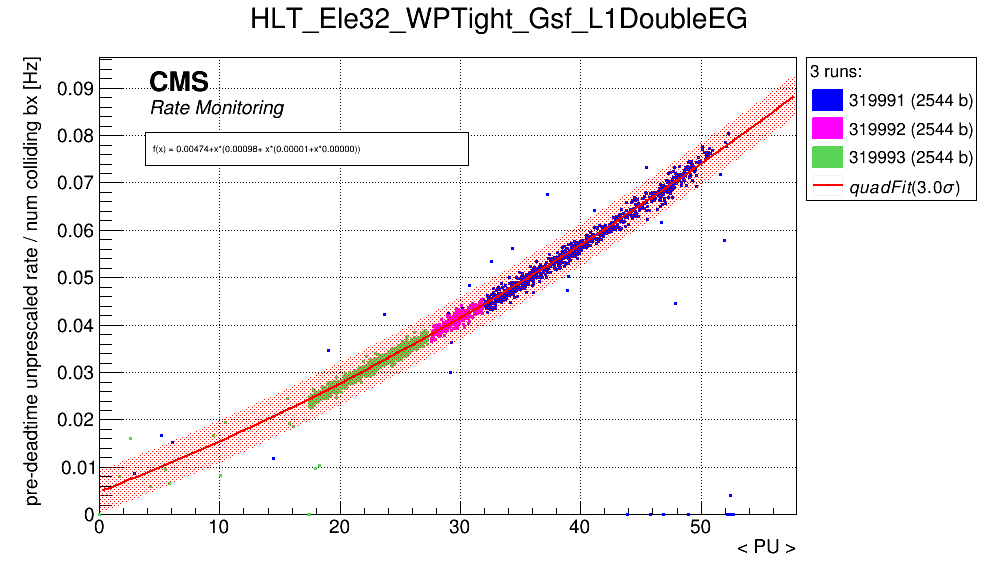 HLT_Ele32_WPTight_Gsf_L1DoubleEG
pre-deadtime unprescaled rate / num colliding bx [Hz]
CMS
Rate Monitoring
f(x) = 0.00474+x*(0.00098+ x*(0.00001+x*0.00000))
3 runs:
319991 (2544 b)
319992 (2544 b)
319993 (2544 b)
quadFit(3.0σ)
0.09
0.08
0.07
0.06
0.05
0.04
0.03
0.02
0.01
0
0 10 20 30 40 50
< PU >